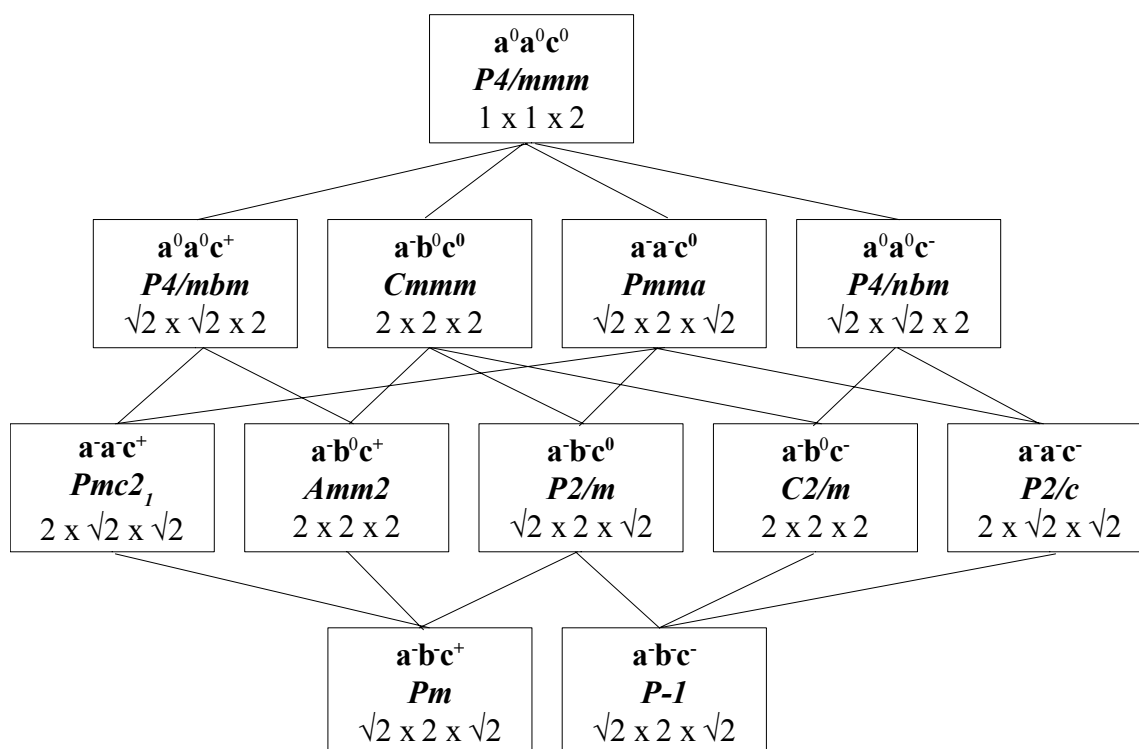 a⁰a⁰c⁰
P4/mmm
1 x 1 x 2
a⁰a⁰c⁺
P4/mbm
√2 x √2 x 2
a⁻b⁰c⁰
Cmmm
2 x 2 x 2
a⁻a⁻c⁰
Pmma
√2 x 2 x √2
a⁰a⁰c⁻
P4/nbm
√2 x √2 x 2
a⁻a⁻c⁺
Pmc2₁
2 x √2 x √2
a⁻b⁰c⁺
Amm2
2 x 2 x 2
a⁻b⁻c⁰
P2/m
√2 x 2 x √2
a⁻b⁰c⁻
C2/m
2 x 2 x 2
a⁻a⁻c⁻
P2/c
2 x √2 x √2
a⁻b⁻c⁺
Pm
√2 x 2 x √2
a⁻b⁻c⁻
P-1
√2 x 2 x √2